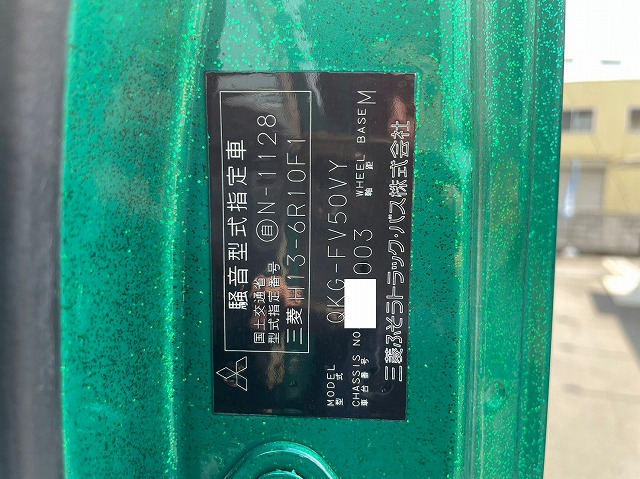 騒音型式指定車
国土交通省
型式指定番号
自N-1128
三菱 H13-6R10F1
MODEL
型式
QKG-FV50VY
CHASSIS NO
車台番号
003
WHEEL BASE
軸距
M
三菱ふそうトラック・バス株式会社